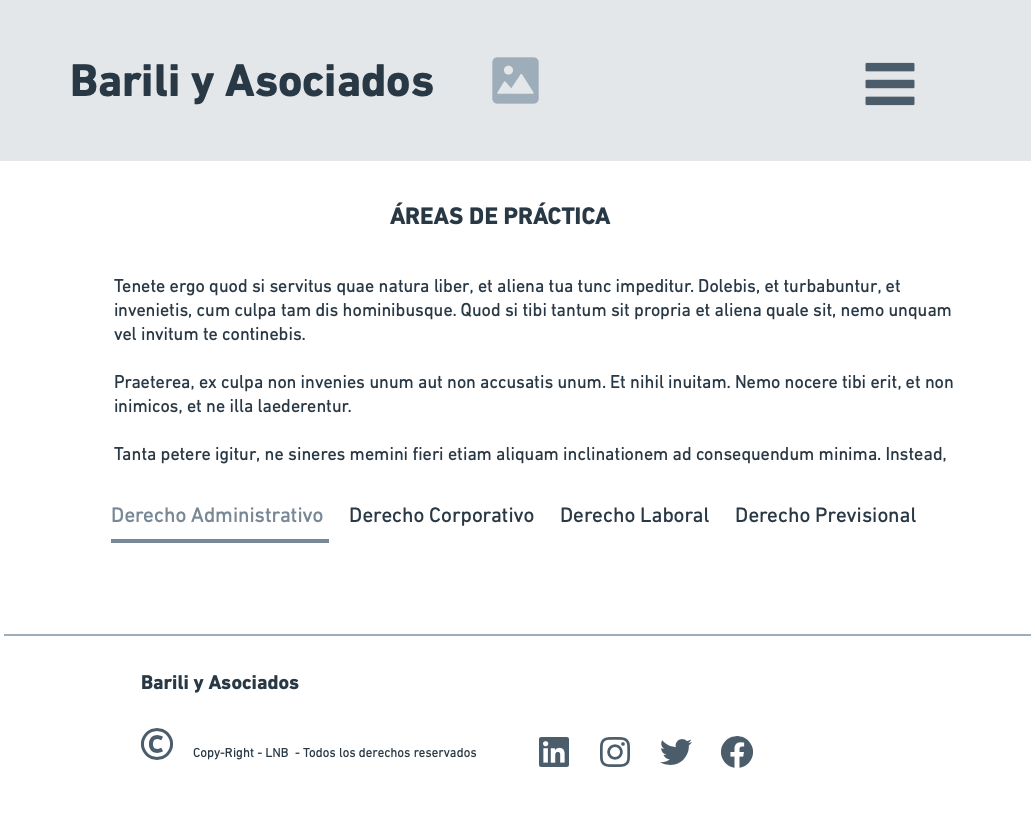 Barili y Asociados
ÁREAS DE PRÁCTICA
Tenete ergo quod si servitus quae natura liber, et aliena tua tunc impeditur. Dolebis, et turbabuntur, et
invenietis, cum culpa tam dis hominibusque. Quod si tibi tantum sit propria et aliena quale sit, nemo unquam
vel invitum te continebis.
Praeterea, ex culpa non invenies unum aut non accusatis unum. Et nihil inuitam. Nemo nocere tibi erit, et non
inimicos, et ne illa laederentur.
Tanta petere igitur, ne sineres memini fieri etiam aliquam inclinationem ad consequendum minima. Instead,
Derecho Administrativo Derecho Corporativo Derecho Laboral Derecho Previsional
Barili y Asociados
© Copy-Right - LNB - Todos los derechos reservados